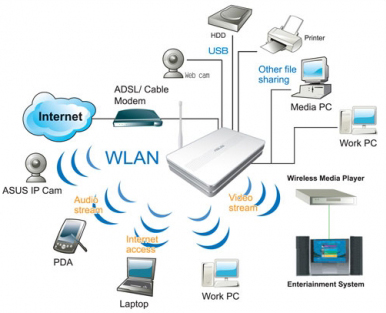 HDD
Printer
USB
Web cam
Other file
sharing
ADSL/ Cable
Modem
Media PC
Internet
Work PC
WLAN
ASUS IP Cam
Wireless Media Player
Audio
stream
Video
stream
Internet
access
PDA
Laptop
Work PC
Enteriainment System